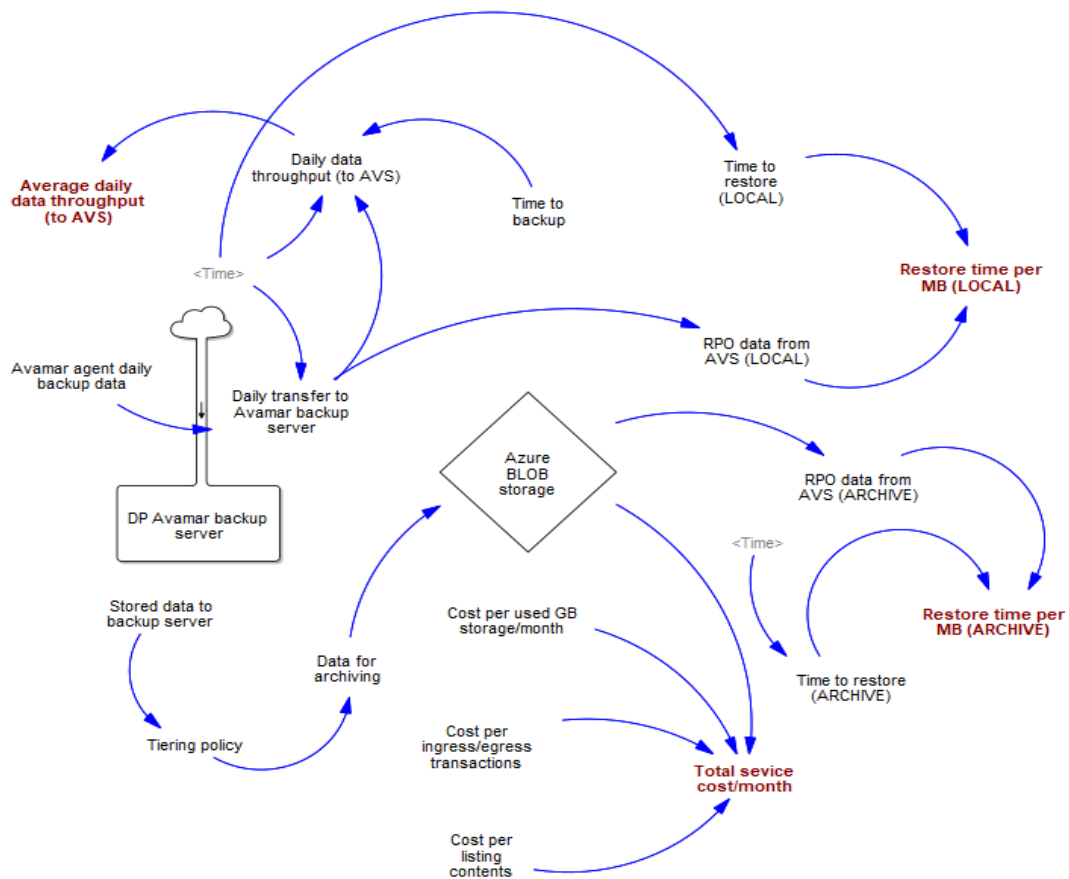 Daily data
throughput (to AVS)
Time to
restore
(LOCAL)
Average daily
data throughput
(to AVS)
Time to
backup
<Time>
Restore time per
MB (LOCAL)
Avamar agent daily
backup data
RPO data from
AVS (LOCAL)
Daily transfer to
Avamar backup
server
Azure
BLOB
storage
RPO data from
AVS (ARCHIVE)
DP Avamar backup
server
<Time>
Stored data to
backup server
Cost per used GB
storage/month
Restore time per
MB (ARCHIVE)
Data for
archiving
Time to restore
(ARCHIVE)
Tiering policy
Cost per
ingress/egress
transactions
Total sevice
cost/month
Cost per
listing
contents